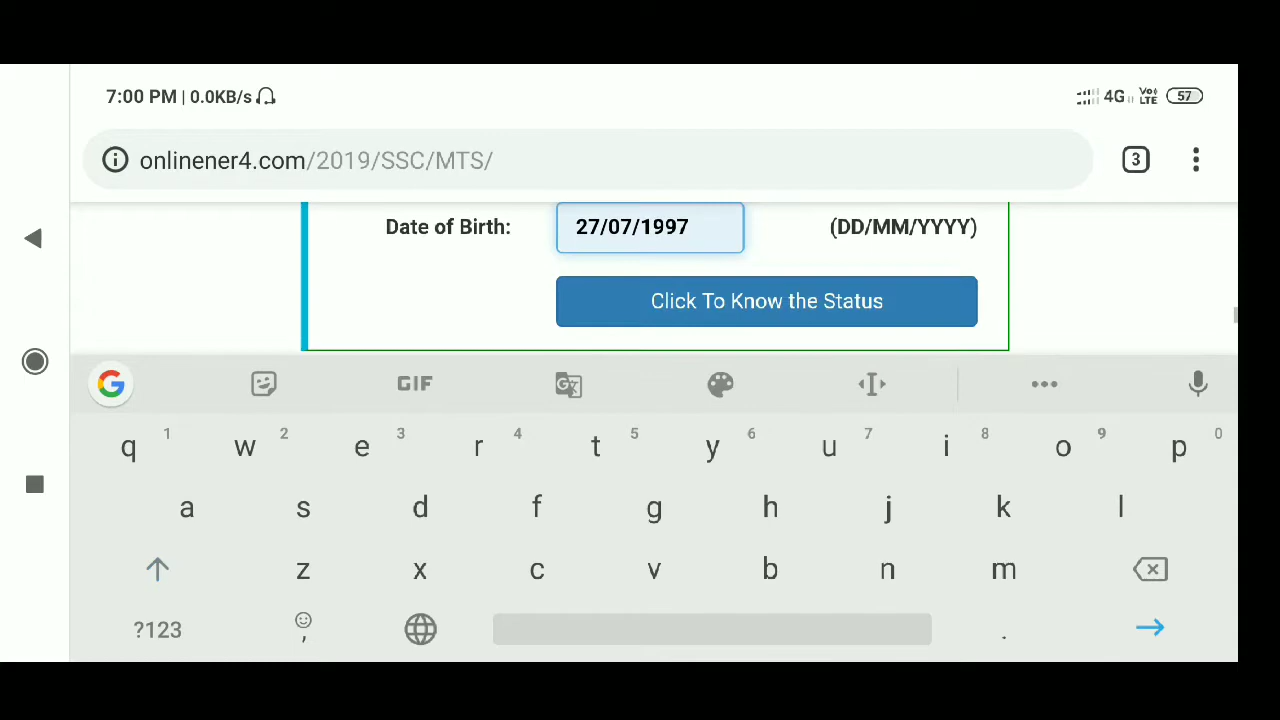 7:00 PM | 0.0KB/s
4G Vo LTE 57
onlinener4.com/2019/SSC/MTS/
3
Date of Birth: 27/07/1997 (DD/MM/YYYY)
Click To Know the Status
G GIF G
q 1 w 2 e 3 r 4 t 5 y 6 u 7 i 8 o 9 p 0
a s d f g h j k l
z x c v b n m
?123 , .